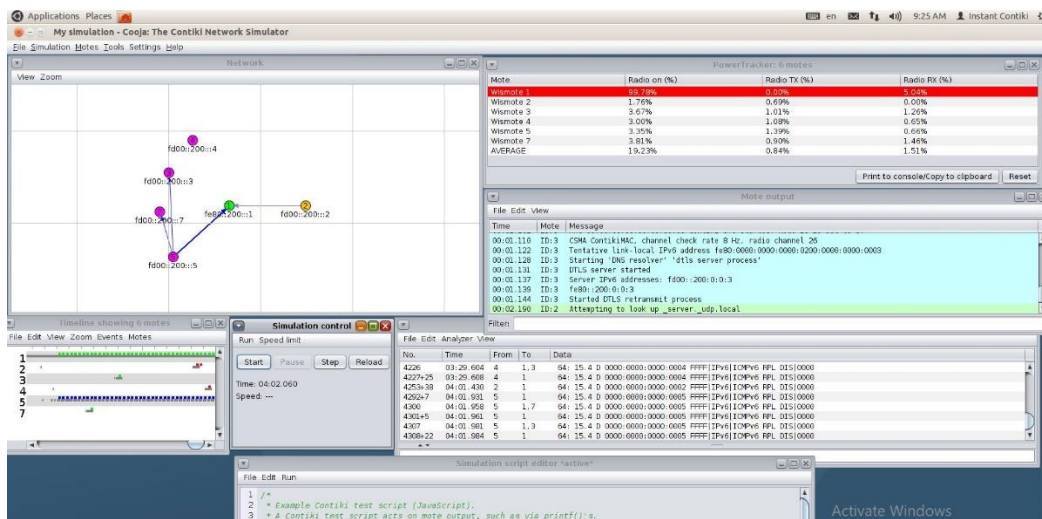 Applications Places
en 9:25 AM Instant Contiki
My simulation - Cooja: The Contiki Network Simulator
File Simulation Motes Tools Settings Help
Network
View Zoom
4
fd00::200:::4
3
fd00::200:::3
7
fd00::200:::7
1
fe80::200:::1
2
fd00::200:::2
5
fd00::200:::5
PowerTracker: 6 motes
Mote Radio on (%) Radio TX (%) Radio RX (%)
Wismote 1 99.78% 0.00% 5.04%
Wismote 2 1.76% 0.69% 0.00%
Wismote 3 3.67% 1.01% 1.26%
Wismote 4 3.00% 1.08% 0.65%
Wismote 5 3.35% 1.39% 0.66%
Wismote 7 3.81% 0.90% 1.46%
AVERAGE 19.23% 0.84% 1.51%
Print to console/Copy to clipboard Reset
Mote output
File Edit View
Time Mote Message
00:01.110 ID:3 CSMA ContikiMAC, channel check rate 8 Hz, radio channel 26
00:01.122 ID:3 Tentative link-local IPv6 address fe80:0000:0000:0000:0200:0000:0000:0003
00:01.128 ID:3 Starting 'DNS resolver' 'dtls server process'
00:01.131 ID:3 DTLS server started
00:01.137 ID:3 Server IPv6 addresses: fd00::200:0:0:3
00:01.139 ID:3 fe80::200:0:0:3
00:01.144 ID:3 Started DTLS retransmit process
00:02.190 ID:2 Attempting to look up _server._udp.local
Filter:
Timeline showing 6 motes
File Edit View Zoom Events Motes
1
2
3
4
5
7
Simulation control
Run Speed limit
Start Pause Step Reload
Time: 04:02.060
Speed: ---
File Edit Analyzer View
No. Time From To Data
4226 03:29.604 4 1,3 64: 15.4 D 0000:0000:0000:0004 FFFF|IPv6|ICMPv6 RPL DIS|0000
4227+25 03:29.608 4 1 64: 15.4 D 0000:0000:0000:0004 FFFF|IPv6|ICMPv6 RPL DIS|0000
4253+38 04:01.430 2 1 64: 15.4 D 0000:0000:0000:0002 FFFF|IPv6|ICMPv6 RPL DIS|0000
4292+7 04:01.931 5 1 64: 15.4 D 0000:0000:0000:0005 FFFF|IPv6|ICMPv6 RPL DIS|0000
4300 04:01.958 5 1,7 64: 15.4 D 0000:0000:0000:0005 FFFF|IPv6|ICMPv6 RPL DIS|0000
4301+5 04:01.961 5 1 64: 15.4 D 0000:0000:0000:0005 FFFF|IPv6|ICMPv6 RPL DIS|0000
4307 04:01.981 5 1,3 64: 15.4 D 0000:0000:0000:0005 FFFF|IPv6|ICMPv6 RPL DIS|0000
4308+22 04:01.984 5 1 64: 15.4 D 0000:0000:0000:0005 FFFF|IPv6|ICMPv6 RPL DIS|0000
Simulation script editor *active*
File Edit Run
1 /*
2 * Example Contiki test script (JavaScript).
3 * A Contiki test script acts on mote output, such as via printf()'s.
Activate Windows